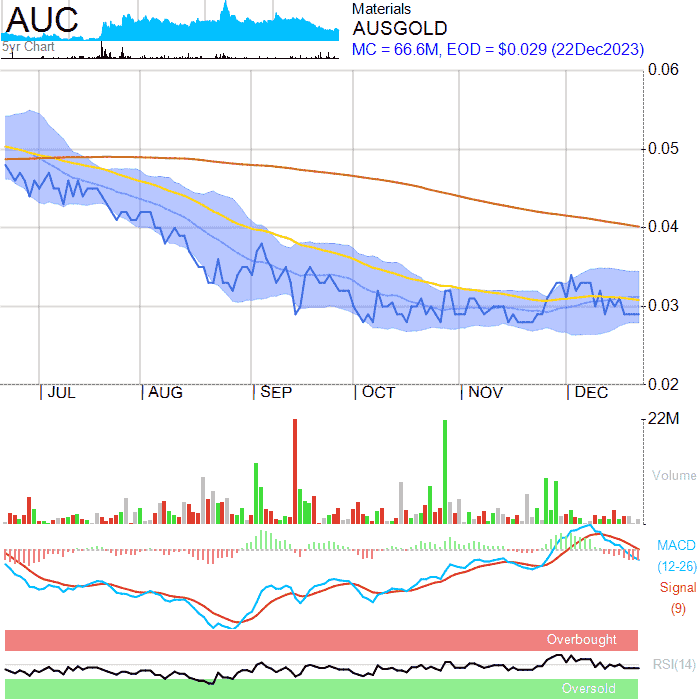 AUC
5yr Chart
Materials
AUSGOLD
MC = 66.6M, EOD = $0.029 (22Dec2023)
0.06
0.05
0.04
0.03
0.02
JUL AUG SEP OCT NOV DEC
22M
Volume
MACD
(12-26)
Signal
(9)
Overbought
RSI(14)
Oversold